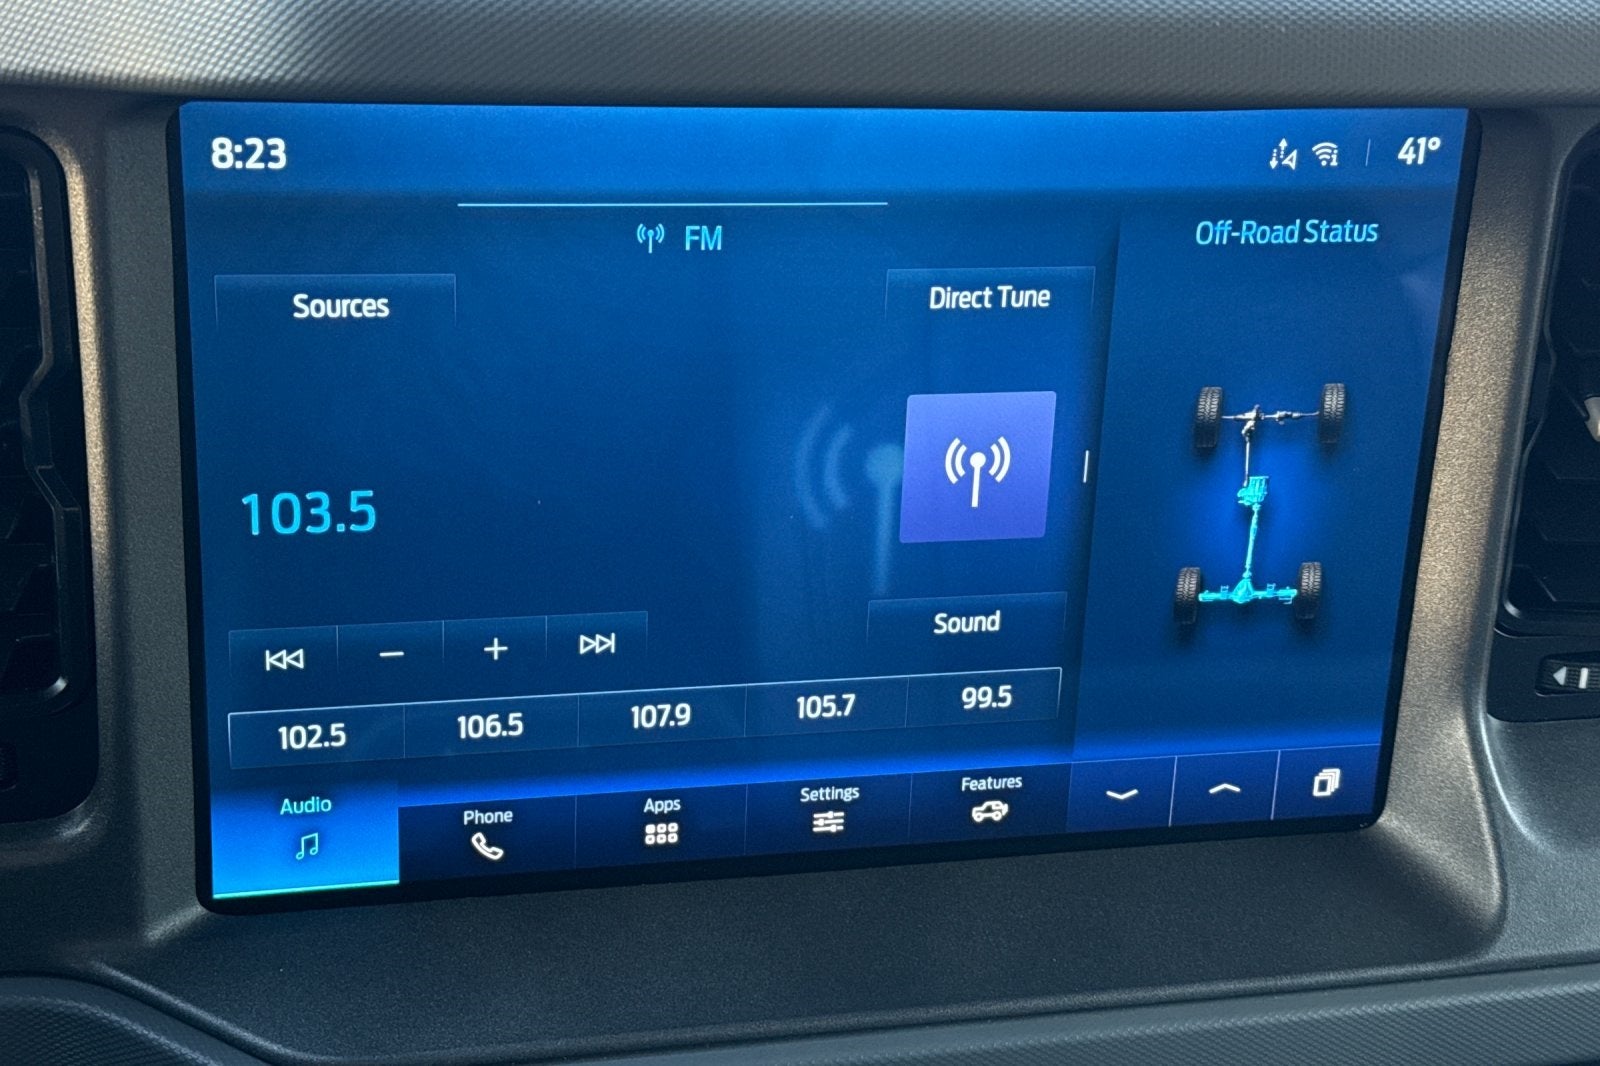 8:23
41°
FM
Off-Road Status
Sources
Direct Tune
103.5
Sound
102.5 106.5 107.9 105.7 99.5
Audio Phone Apps Settings Features